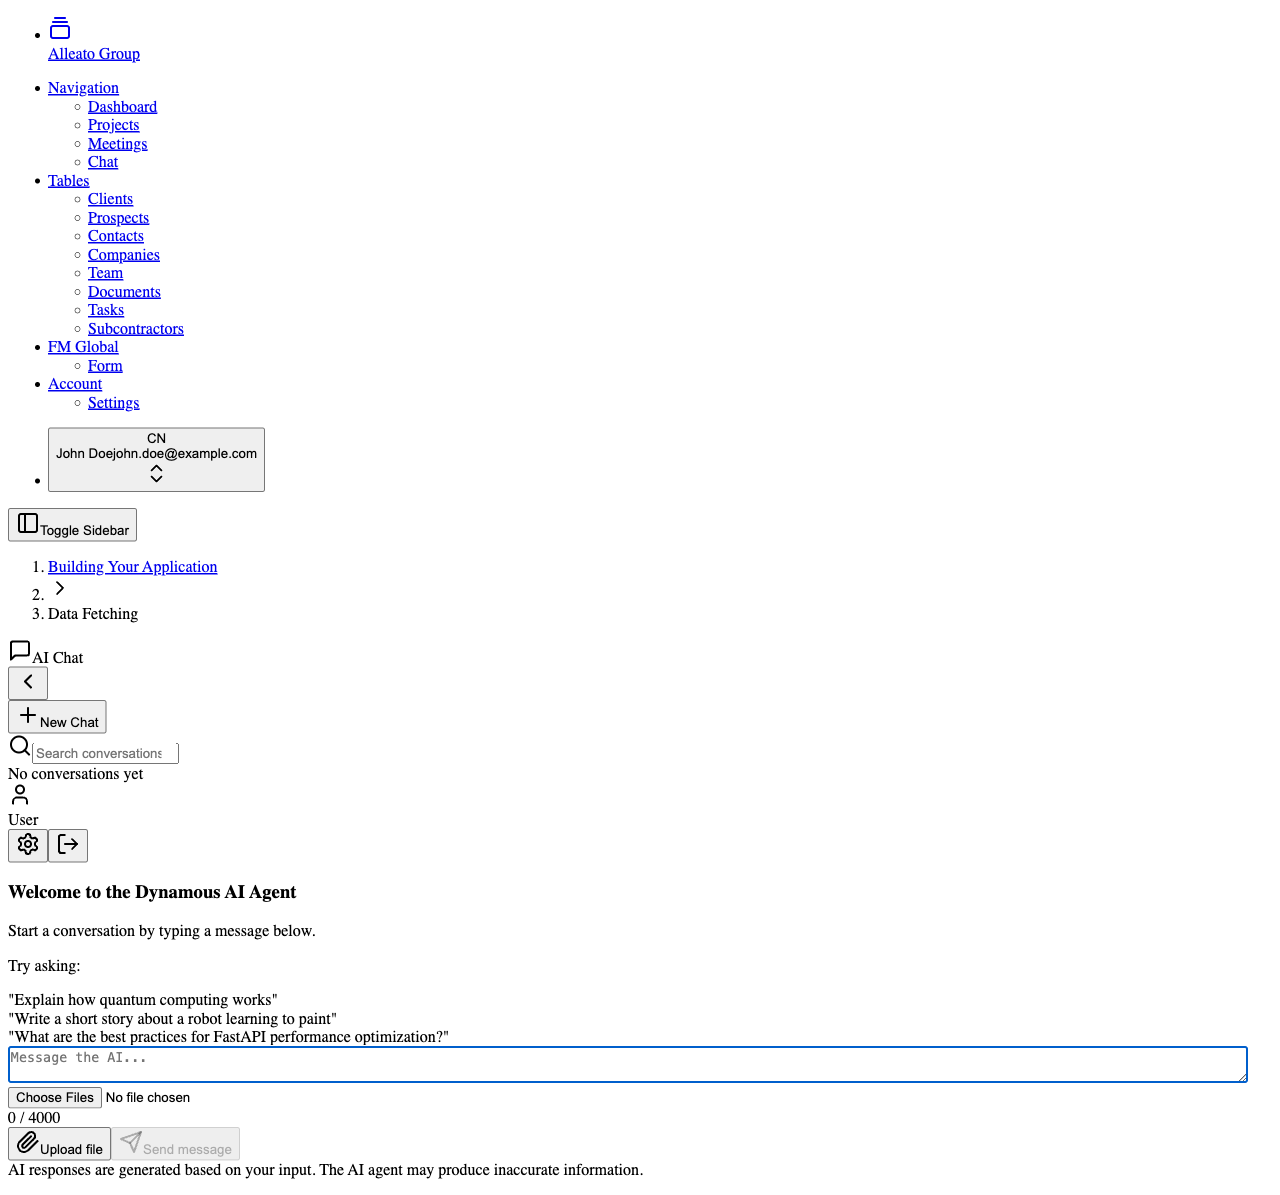 Alleato Group
Navigation
Dashboard
Projects
Meetings
Chat
Tables
Clients
Prospects
Contacts
Companies
Team
Documents
Tasks
Subcontractors
FM Global
Form
Account
Settings
CN
John Doejohn.doe@example.com
Toggle Sidebar
1. Building Your Application
2.
3. Data Fetching
AI Chat
New Chat
Search conversations
No conversations yet
User
Welcome to the Dynamous AI Agent
Start a conversation by typing a message below.
Try asking:
"Explain how quantum computing works"
"Write a short story about a robot learning to paint"
"What are the best practices for FastAPI performance optimization?"
Message the AI...
Choose Files No file chosen
0 / 4000
Upload file Send message
AI responses are generated based on your input. The AI agent may produce inaccurate information.